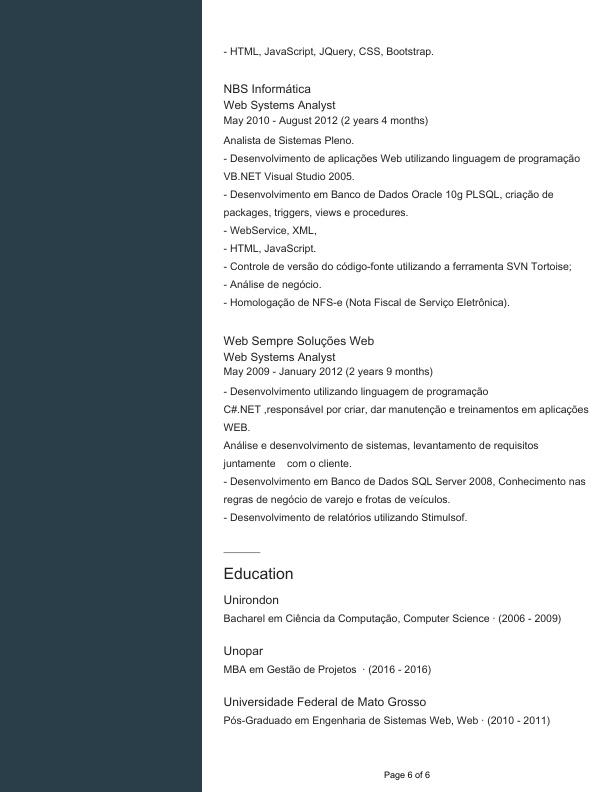 - HTML, JavaScript, JQuery, CSS, Bootstrap.
NBS Informática
Web Systems Analyst
May 2010 - August 2012 (2 years 4 months)
Analista de Sistemas Pleno.
- Desenvolvimento de aplicações Web utilizando linguagem de programação
VB.NET Visual Studio 2005.
- Desenvolvimento em Banco de Dados Oracle 10g PLSQL, criação de
packages, triggers, views e procedures.
- WebService, XML,
- HTML, JavaScript.
- Controle de versão do código-fonte utilizando a ferramenta SVN Tortoise;
- Análise de negócio.
- Homologação de NFS-e (Nota Fiscal de Serviço Eletrônica).
Web Sempre Soluções Web
Web Systems Analyst
May 2009 - January 2012 (2 years 9 months)
- Desenvolvimento utilizando linguagem de programação
C#.NET ,responsável por criar, dar manutenção e treinamentos em aplicações
WEB.
Análise e desenvolvimento de sistemas, levantamento de requisitos
juntamente com o cliente.
- Desenvolvimento em Banco de Dados SQL Server 2008, Conhecimento nas
regras de negócio de varejo e frotas de veículos.
- Desenvolvimento de relatórios utilizando Stimulsof.
Education
Unirondon
Bacharel em Ciência da Computação, Computer Science · (2006 - 2009)
Unopar
MBA em Gestão de Projetos · (2016 - 2016)
Universidade Federal de Mato Grosso
Pós-Graduado em Engenharia de Sistemas Web, Web · (2010 - 2011)
Page 6 of 6